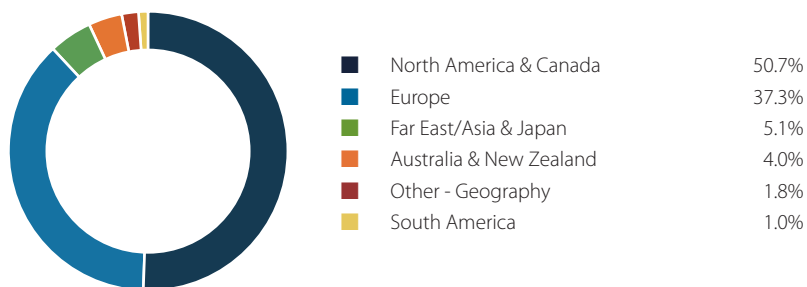 North America & Canada 50.7%
Europe 37.3%
Far East/Asia & Japan 5.1%
Australia & New Zealand 4.0%
Other - Geography 1.8%
South America 1.0%